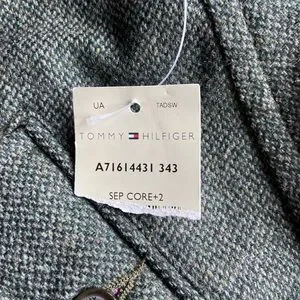 UA TADSW
TOMMY HILFIGER
A71614431 343
SEP CORE+2